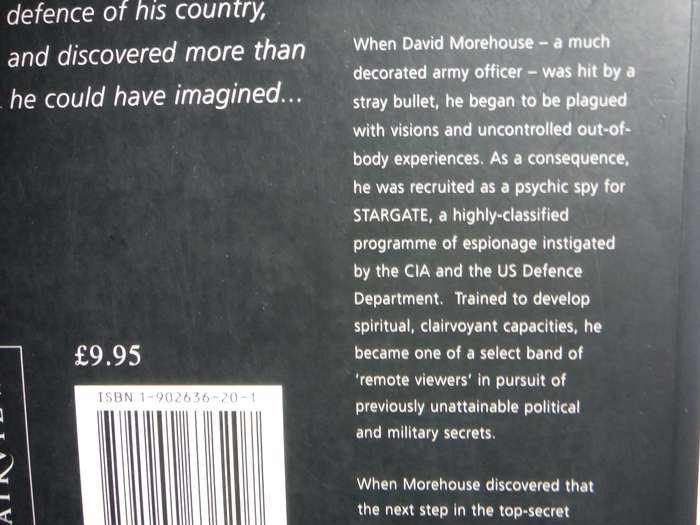 defence of his country,
and discovered more than
he could have imagined...
£9.95
ISBN 1-902636-20-1
When David Morehouse – a much
decorated army officer – was hit by a
stray bullet, he began to be plagued
with visions and uncontrolled out-of-
body experiences. As a consequence,
he was recruited as a psychic spy for
STARGATE, a highly-classified
programme of espionage instigated
by the CIA and the US Defence
Department. Trained to develop
spiritual, clairvoyant capacities, he
became one of a select band of
'remote viewers' in pursuit of
previously unattainable political
and military secrets.
When Morehouse discovered that
the next step in the top-secret